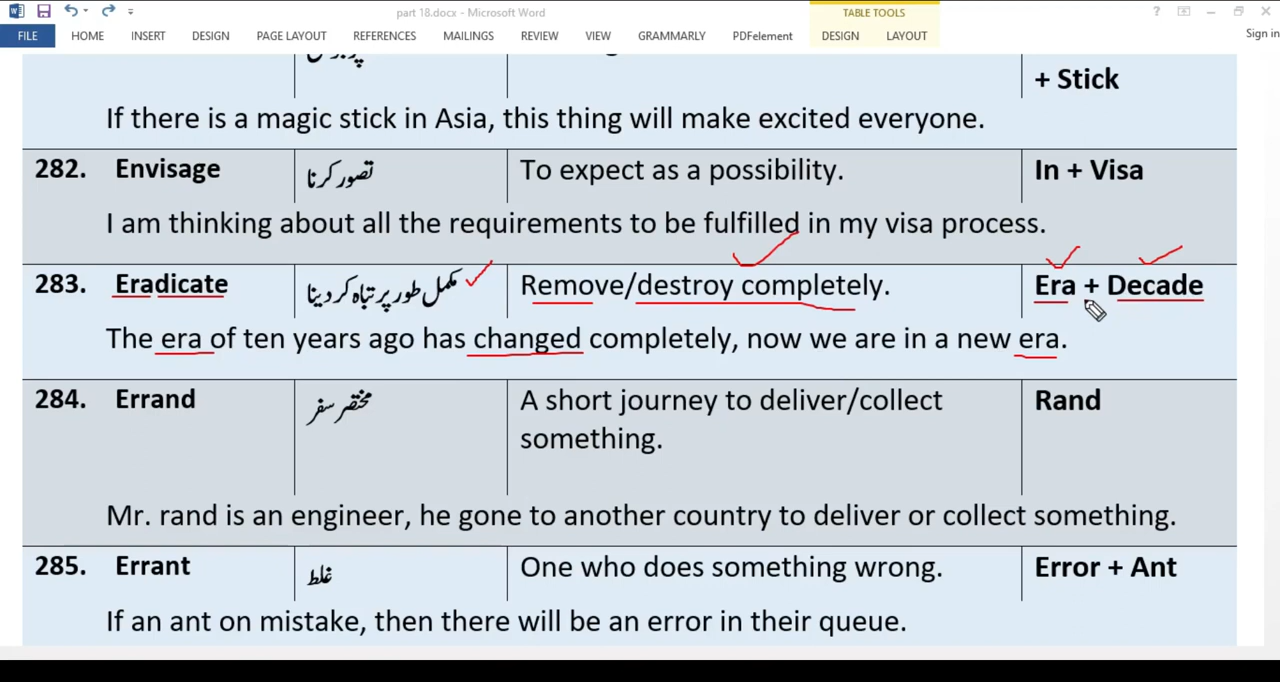 part 18.docx - Microsoft Word
TABLE TOOLS
FILE HOME INSERT DESIGN PAGE LAYOUT REFERENCES MAILINGS REVIEW VIEW GRAMMARLY PDFelement DESIGN LAYOUT
Sign in
+ Stick
If there is a magic stick in Asia, this thing will make excited everyone.
282. Envisage تصور کرنا To expect as a possibility. In + Visa
I am thinking about all the requirements to be fulfilled in my visa process.
283. Eradicate مکمل طور پر تباہ کر دینا Remove/destroy completely. Era + Decade
The era of ten years ago has changed completely, now we are in a new era.
284. Errand مختصر سفر A short journey to deliver/collect Rand
something.
Mr. rand is an engineer, he gone to another country to deliver or collect something.
285. Errant غلط One who does something wrong. Error + Ant
If an ant on mistake, then there will be an error in their queue.